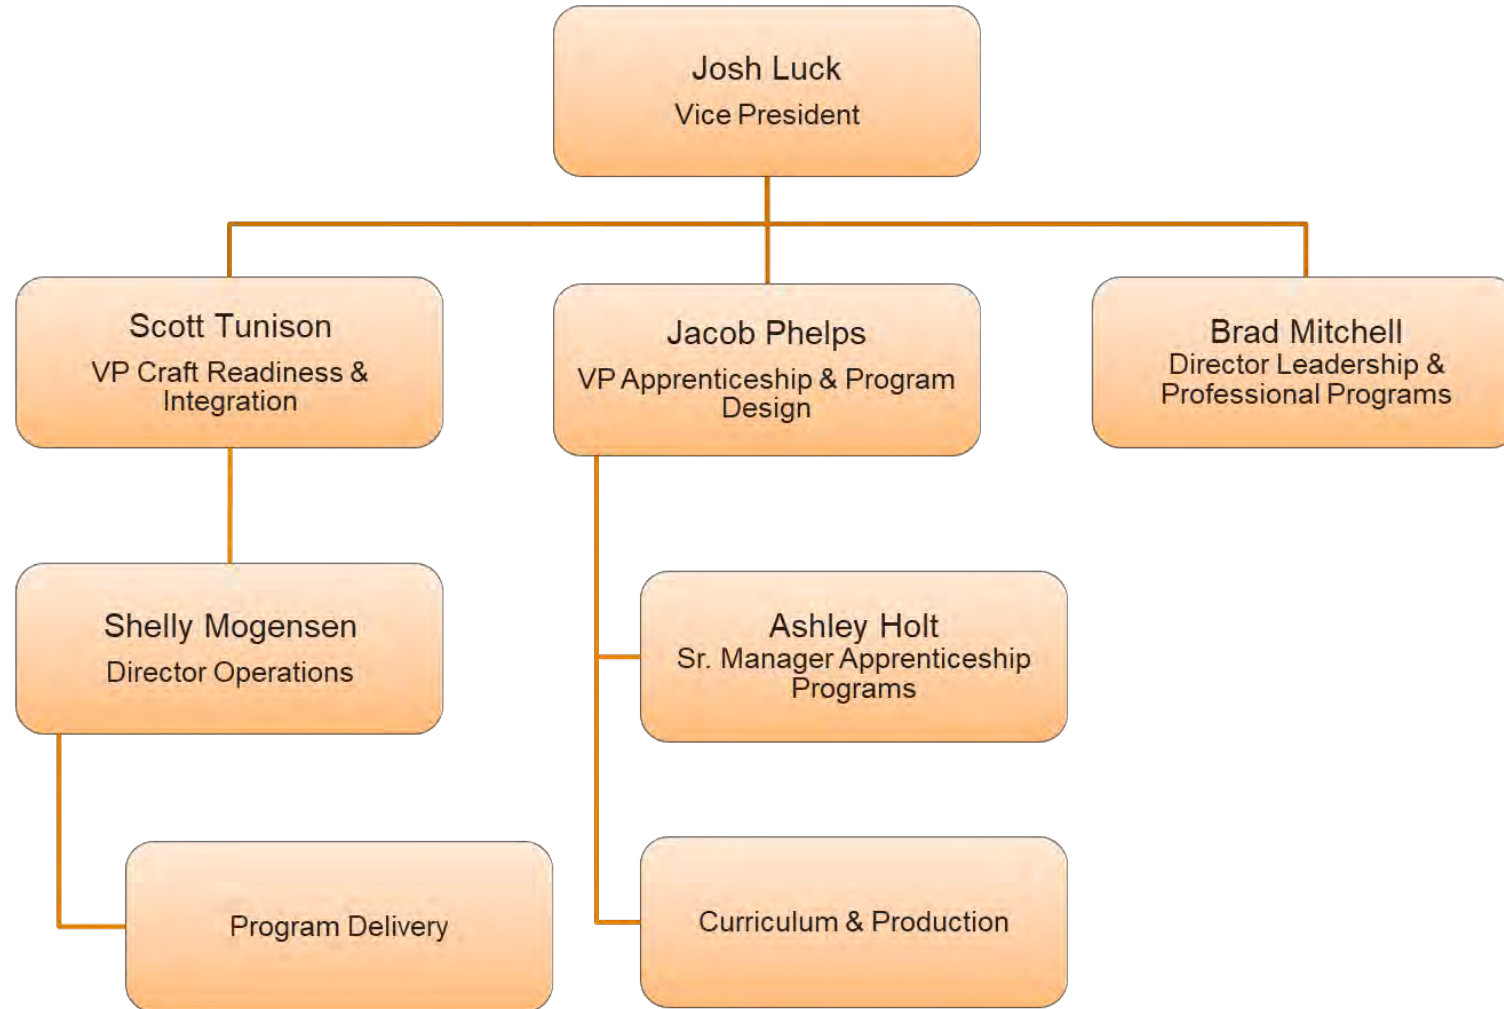 Josh Luck
Vice President
Scott Tunison
VP Craft Readiness &
Integration
Jacob Phelps
VP Apprenticeship & Program
Design
Brad Mitchell
Director Leadership &
Professional Programs
Shelly Mogensen
Director Operations
Ashley Holt
Sr. Manager Apprenticeship
Programs
Program Delivery
Curriculum & Production